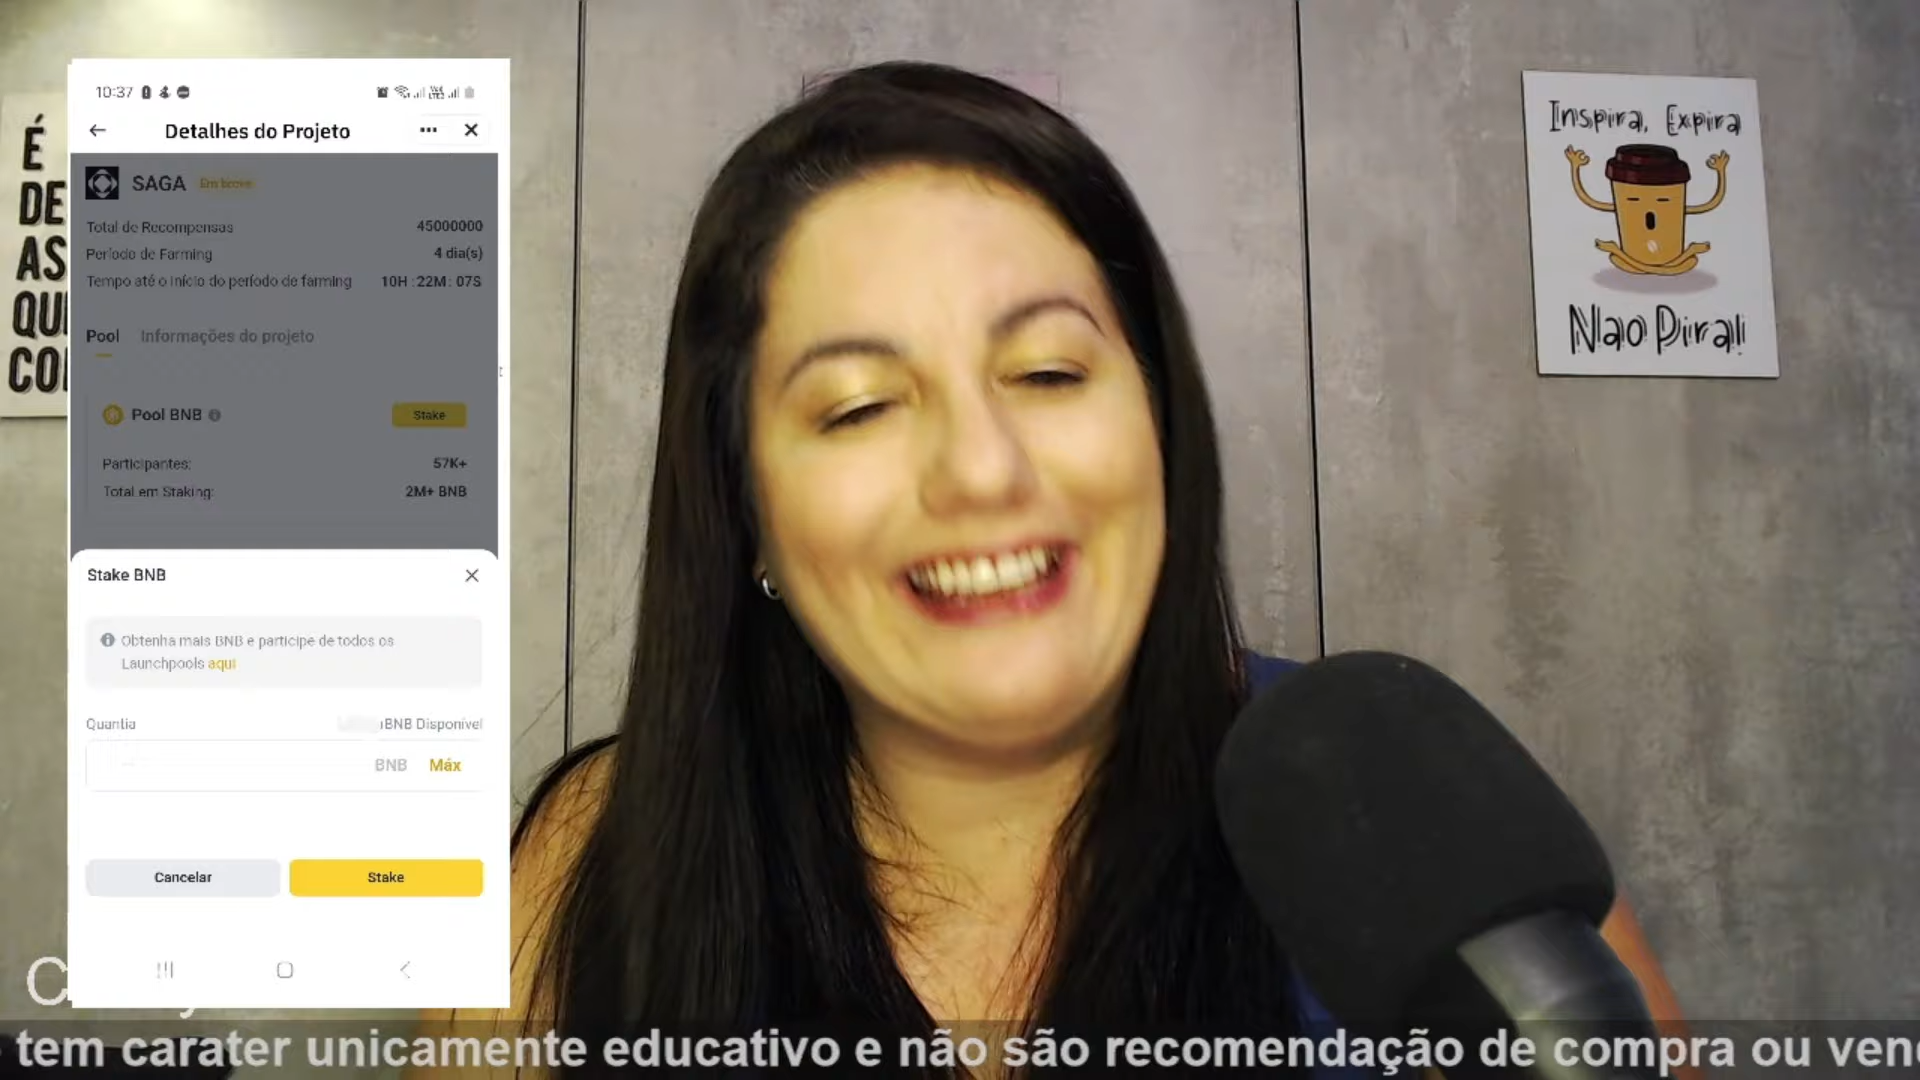 É
DE
AS
QU
CO
10:37
Detalhes do Projeto
SAGA Em breve
Total de Recompensas 45000000
Período de Farming 4 dia(s)
Tempo até o início do período de farming 10H : 22M : 07S
Pool Informações do projeto
Pool BNB Stake
Participantes: 57K+
Total em Staking: 2M+ BNB
Stake BNB
Obtenha mais BNB e participe de todos os
Launchpools aqui
Quantia BNB Disponível
BNB Máx
Cancelar Stake
Inspira, Expira
Não Pira!
tem carater unicamente educativo e não são recomendação de compra ou ven